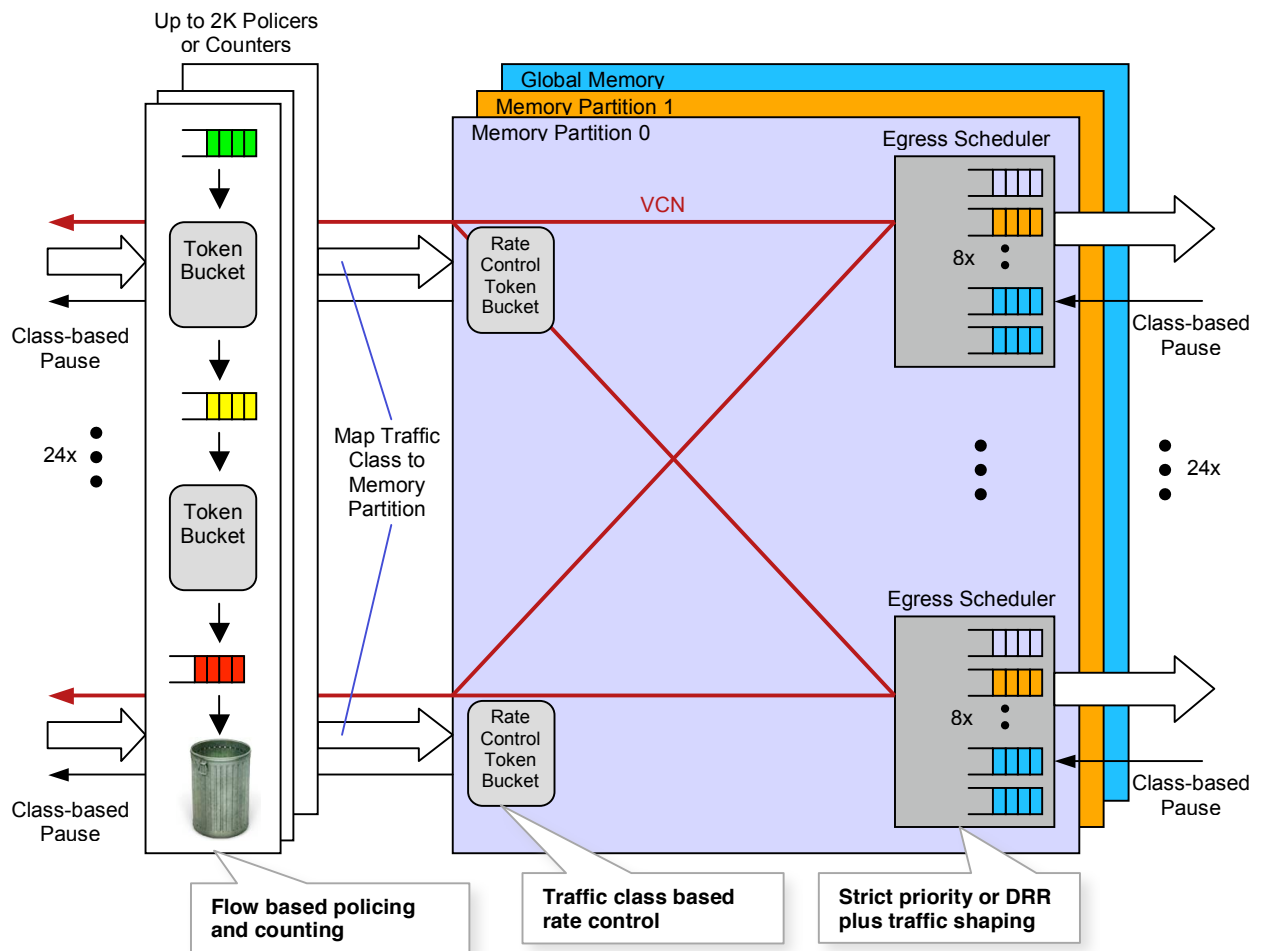 Up to 2K Policers
or Counters
Global Memory
Memory Partition 1
Memory Partition 0
Egress Scheduler
VCN
Token
Bucket
Rate
Control
Token
Bucket
8x
Class-based
Pause
Class-based
Pause
24x
Map Traffic
Class to
Memory
Partition
24x
Token
Bucket
Egress Scheduler
Rate
Control
Token
Bucket
8x
Class-based
Pause
Class-based
Pause
Flow based policing
and counting
Traffic class based
rate control
Strict priority or DRR
plus traffic shaping